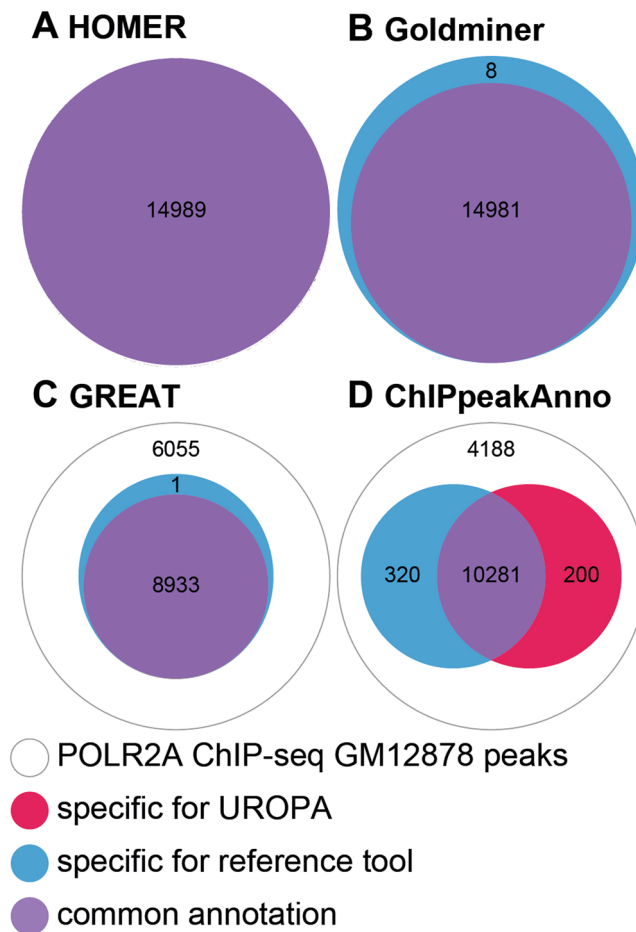 A HOMER
B Goldminer
14989
8
14981
C GREAT
D ChIPpeakAnno
6055
1
8933
4188
320
10281
200
POLR2A ChIP-seq GM12878 peaks
specific for UROPA
specific for reference tool
common annotation